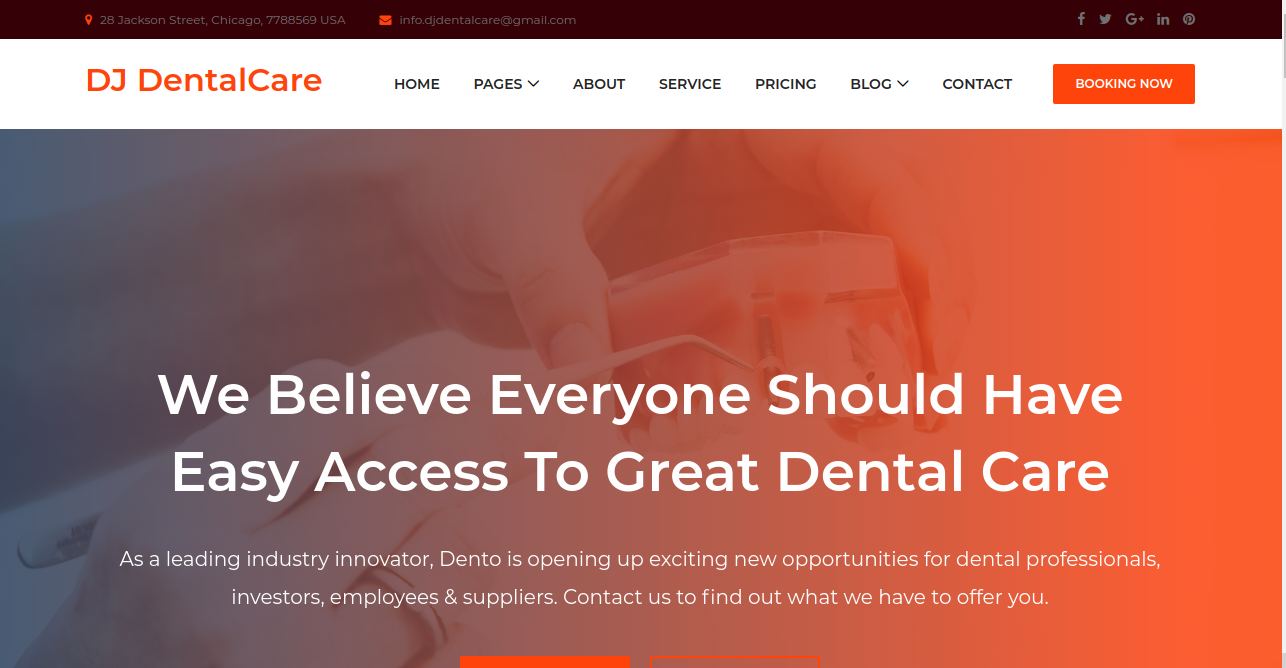 28 Jackson Street, Chicago, 7788569 USA
info.djdentalcare@gmail.com
DJ DentalCare
HOME
PAGES
ABOUT
SERVICE
PRICING
BLOG
CONTACT
BOOKING NOW
We Believe Everyone Should Have
Easy Access To Great Dental Care
As a leading industry innovator, Dento is opening up exciting new opportunities for dental professionals,
investors, employees & suppliers. Contact us to find out what we have to offer you.